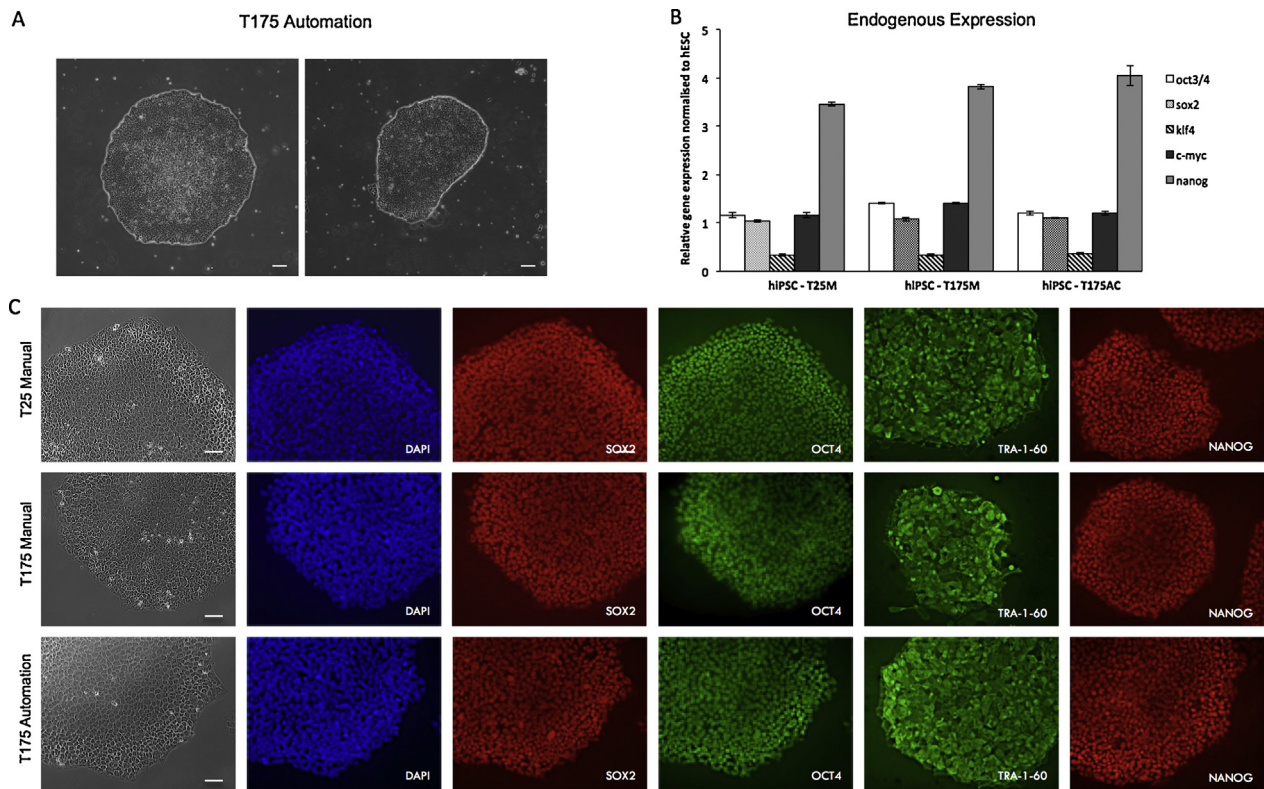 A
T175 Automation
B
Endogenous Expression
Relative gene expression normalised to hESC
5
4
3
2
1
0
hiPSC - T25M
hiPSC - T175M
hiPSC - T175AC
oct3/4
sox2
klf4
c-myc
nanog
C
T25 Manual
DAPI
SOX2
OCT4
TRA-1-60
NANOG
T175 Manual
DAPI
SOX2
OCT4
TRA-1-60
NANOG
T175 Automation
DAPI
SOX2
OCT4
TRA-1-60
NANOG